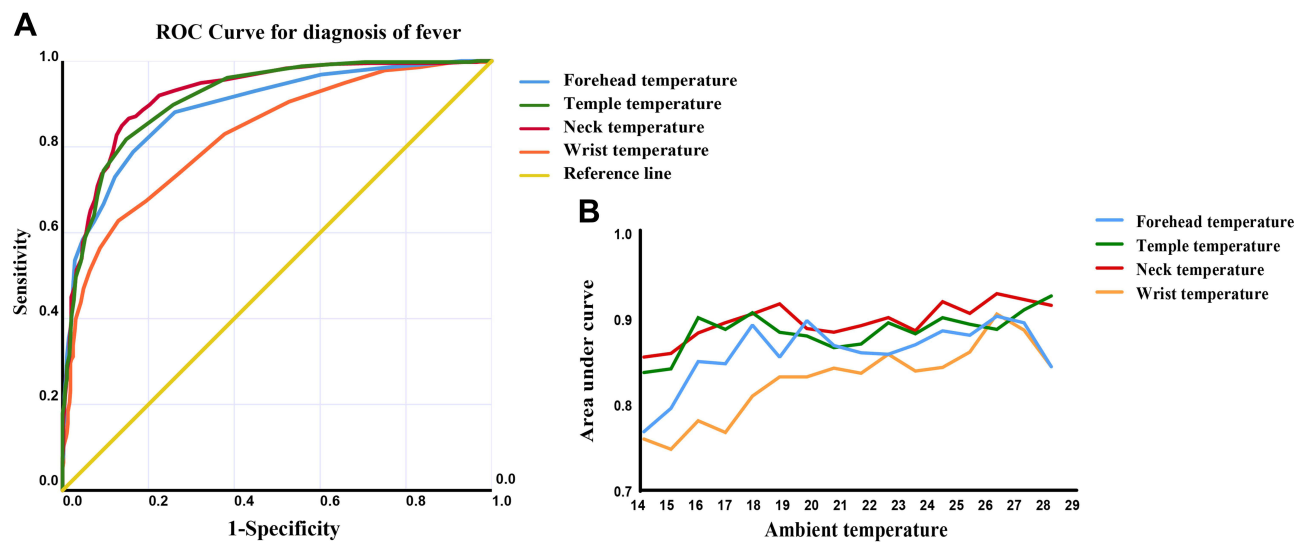 A
ROC Curve for diagnosis of fever
1.0
0.8
0.6
0.4
0.2
0.0
Sensitivity
0.0 0.2 0.4 0.6 0.8 1.0
0.0
1-Specificity
Forehead temperature
Temple temperature
Neck temperature
Wrist temperature
Reference line
B
1.0
0.9
0.8
0.7
Area under curve
14 15 16 17 18 19 20 21 22 23 24 25 26 27 28 29
Ambient temperature
Forehead temperature
Temple temperature
Neck temperature
Wrist temperature